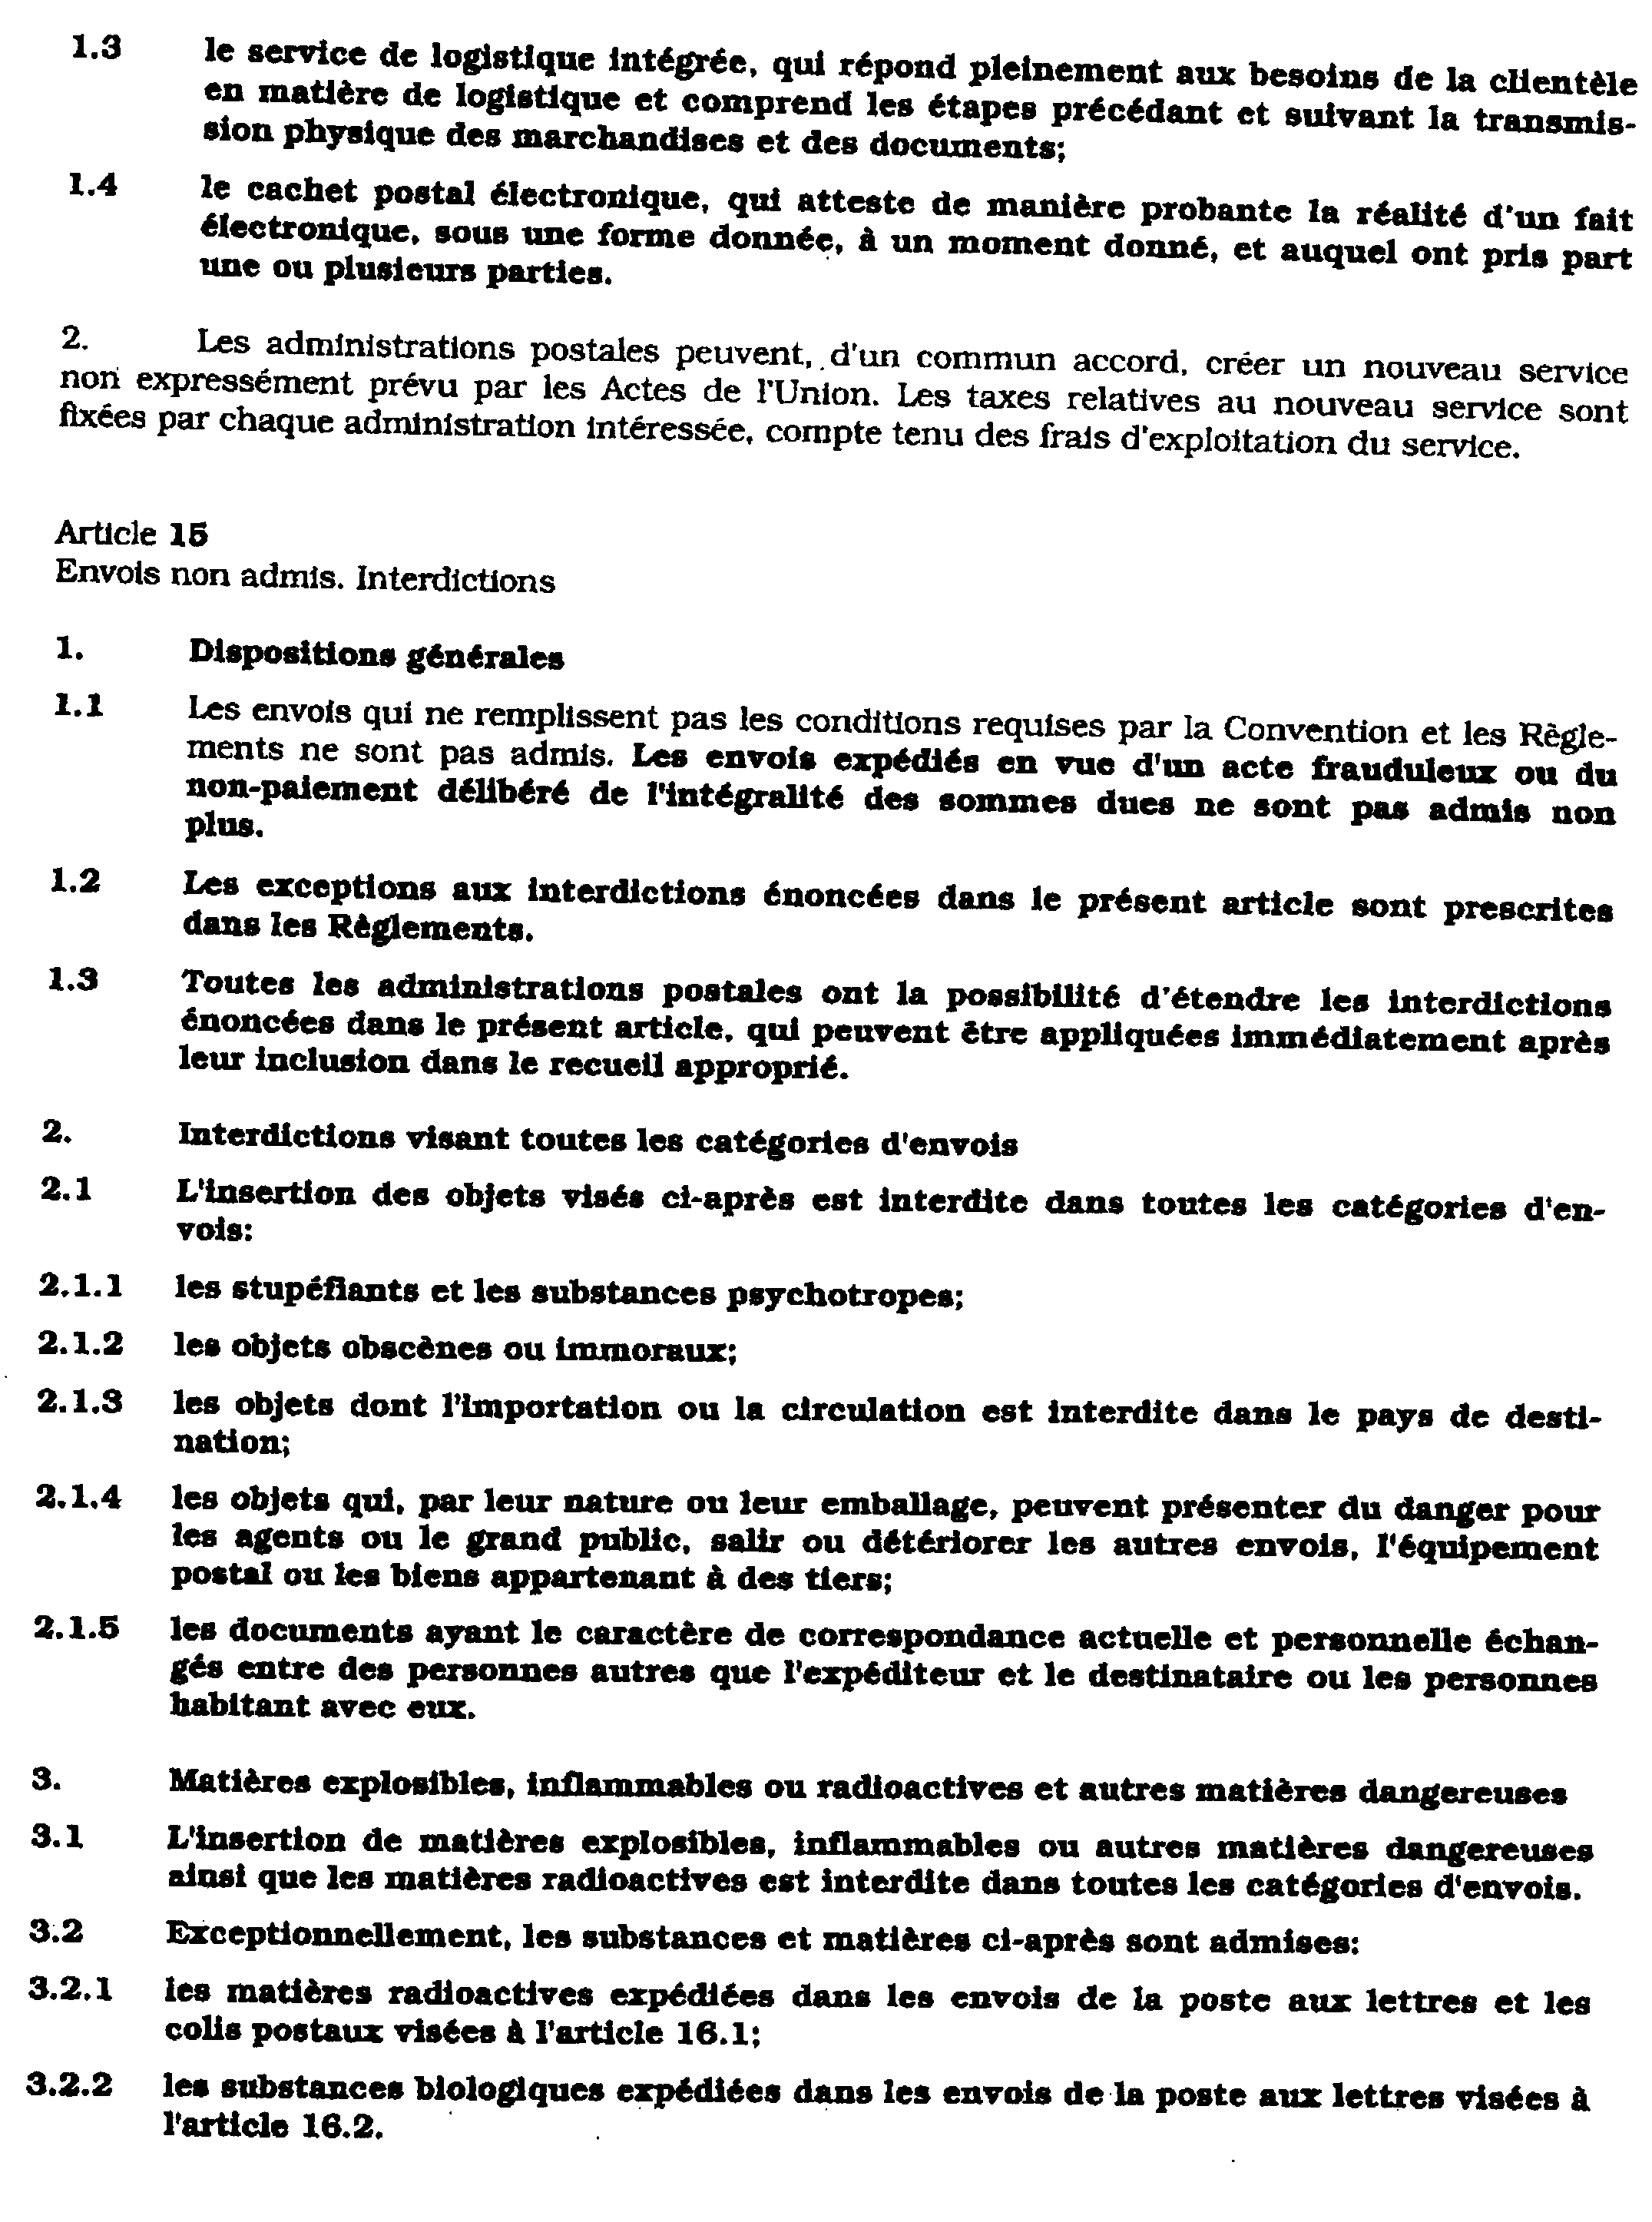 1.3 le service de logistique intégrée, qui répond pleinement aux besoins de la clientèle
en matière de logistique et comprend les étapes précédant et suivant la transmis-
sion physique des marchandises et des documents;
1.4 le cachet postal électronique, qui atteste de manière probante la réalité d'un fait
électronique, sous une forme donnée, à un moment donné, et auquel ont pris part
une ou plusieurs parties.
2. Les administrations postales peuvent, d'un commun accord, créer un nouveau service
non expressément prévu par les Actes de l'Union. Les taxes relatives au nouveau service sont
fixées par chaque administration intéressée, compte tenu des frais d'exploitation du service.
Article 15
Envois non admis. Interdictions
1. Dispositions générales
1.1 Les envois qui ne remplissent pas les conditions requises par la Convention et les Règle-
ments ne sont pas admis. Les envois expédiés en vue d'un acte frauduleux ou du
non-paiement délibéré de l'intégralité des sommes dues ne sont pas admis non
plus.
1.2 Les exceptions aux interdictions énoncées dans le présent article sont prescrites
dans les Règlements.
1.3 Toutes les administrations postales ont la possibilité d'étendre les interdictions
énoncées dans le présent article, qui peuvent être appliquées immédiatement après
leur inclusion dans le recueil approprié.
2. Interdictions visant toutes les catégories d'envois
2.1 L'insertion des objets visés ci-après est interdite dans toutes les catégories d'en-
vois:
2.1.1 les stupéfiants et les substances psychotropes;
2.1.2 les objets obscènes ou immoraux;
2.1.3 les objets dont l'importation ou la circulation est interdite dans le pays de desti-
nation;
2.1.4 les objets qui, par leur nature ou leur emballage, peuvent présenter du danger pour
les agents ou le grand public, salir ou détériorer les autres envois, l'équipement
postal ou les biens appartenant à des tiers;
2.1.5 les documents ayant le caractère de correspondance actuelle et personnelle échan-
gés entre des personnes autres que l'expéditeur et le destinataire ou les personnes
habitant avec eux.
3. Matières explosibles, inflammables ou radioactives et autres matières dangereuses
3.1 L'insertion de matières explosibles, inflammables ou autres matières dangereuses
ainsi que les matières radioactives est interdite dans toutes les catégories d'envois.
3.2 Exceptionnellement, les substances et matières ci-après sont admises:
3.2.1 les matières radioactives expédiées dans les envois de la poste aux lettres et les
colis postaux visées à l'article 16.1;
3.2.2 les substances biologiques expédiées dans les envois de la poste aux lettres visées à
l'article 16.2.